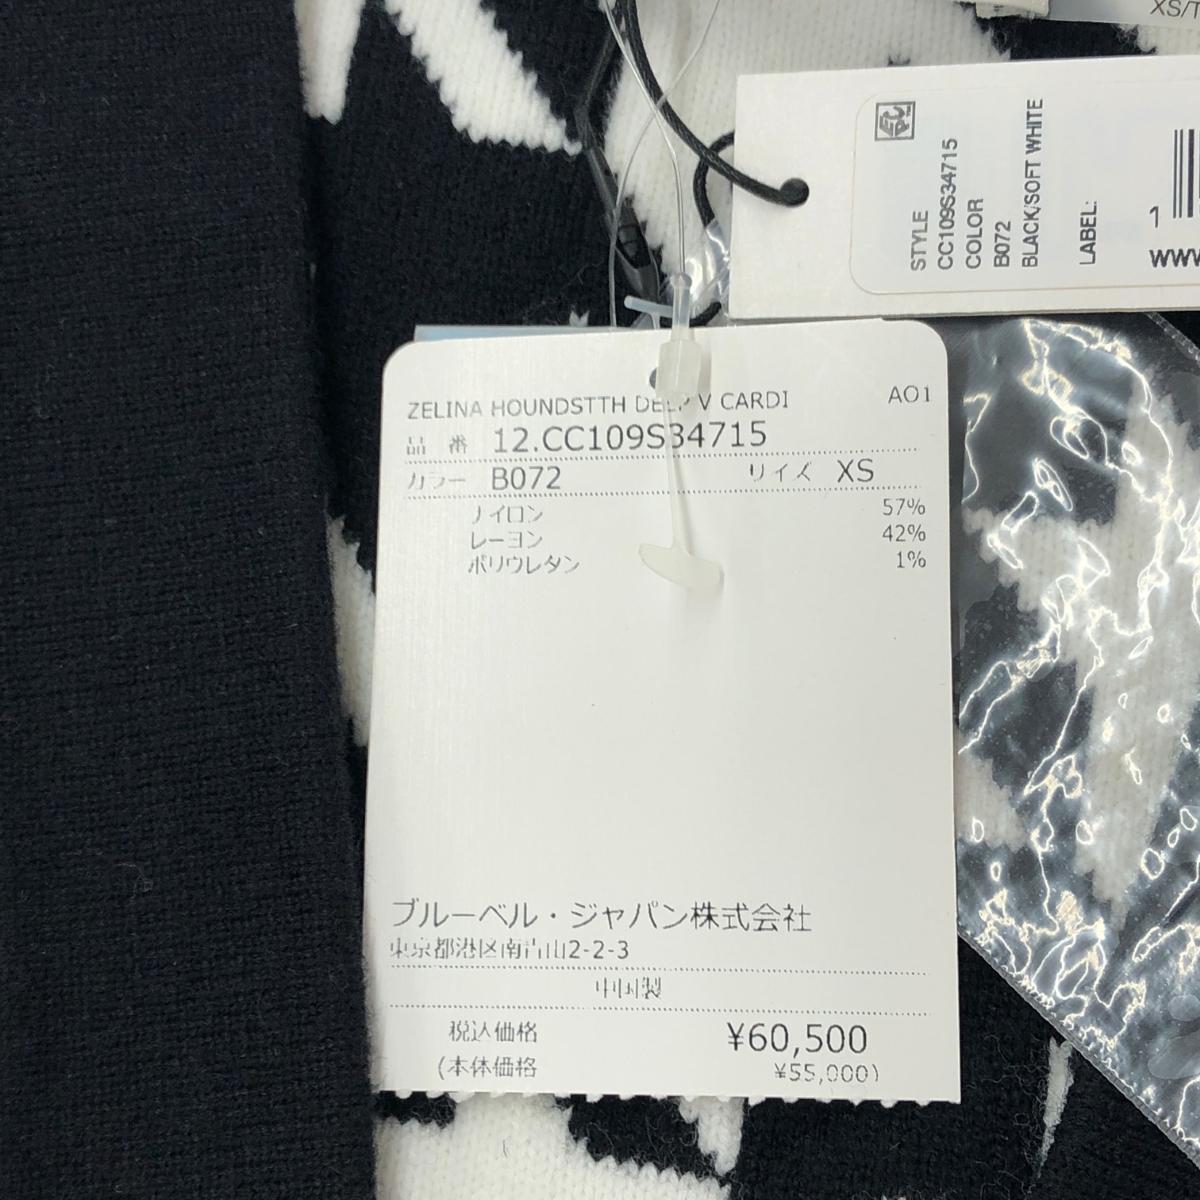 XS/T
STYLE
CC109S34715
COLOR
B072
BLACK/SOFT WHITE
LABEL:
1
WWW
ZELINA HOUNDSTTH DEEP V CARDI AO1
品 番 12.CC109S34715
カラー B072 サイズ XS
ナイロン 57%
レーヨン 42%
ポリウレタン 1%
ブルーベル・ジャパン株式会社
東京都港区南青山2-2-3
中国製
税込価格 ¥60,500
(本体価格 ¥55,000)